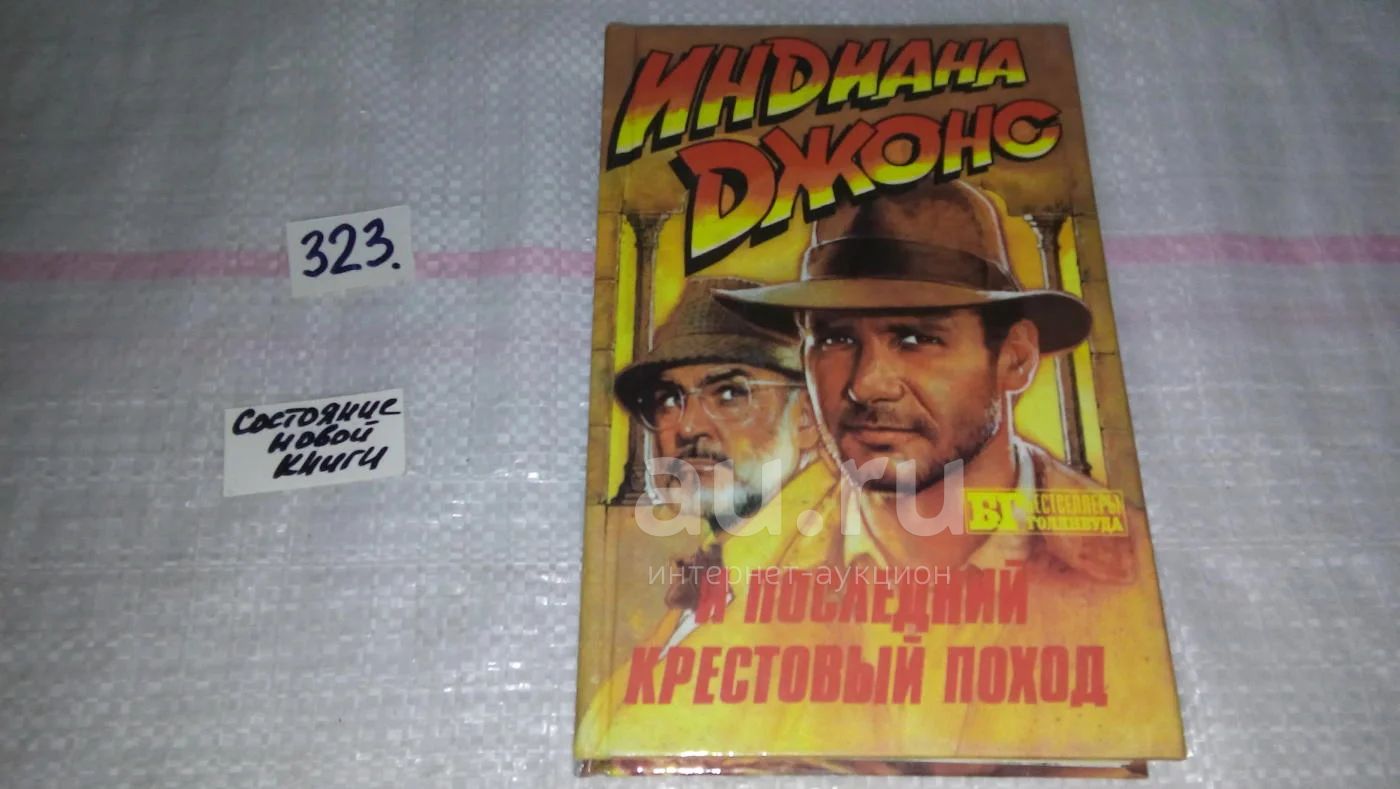 ИНДИАНА
ДЖОНС
323.
Состояние
новой
книги
БГ БЕСТСЕЛЛЕРЫ
ГОЛЛИВУДА
au.ru
интернет-аукцион
И ПОСЛЕДНИЙ
КРЕСТОВЫЙ ПОХОД